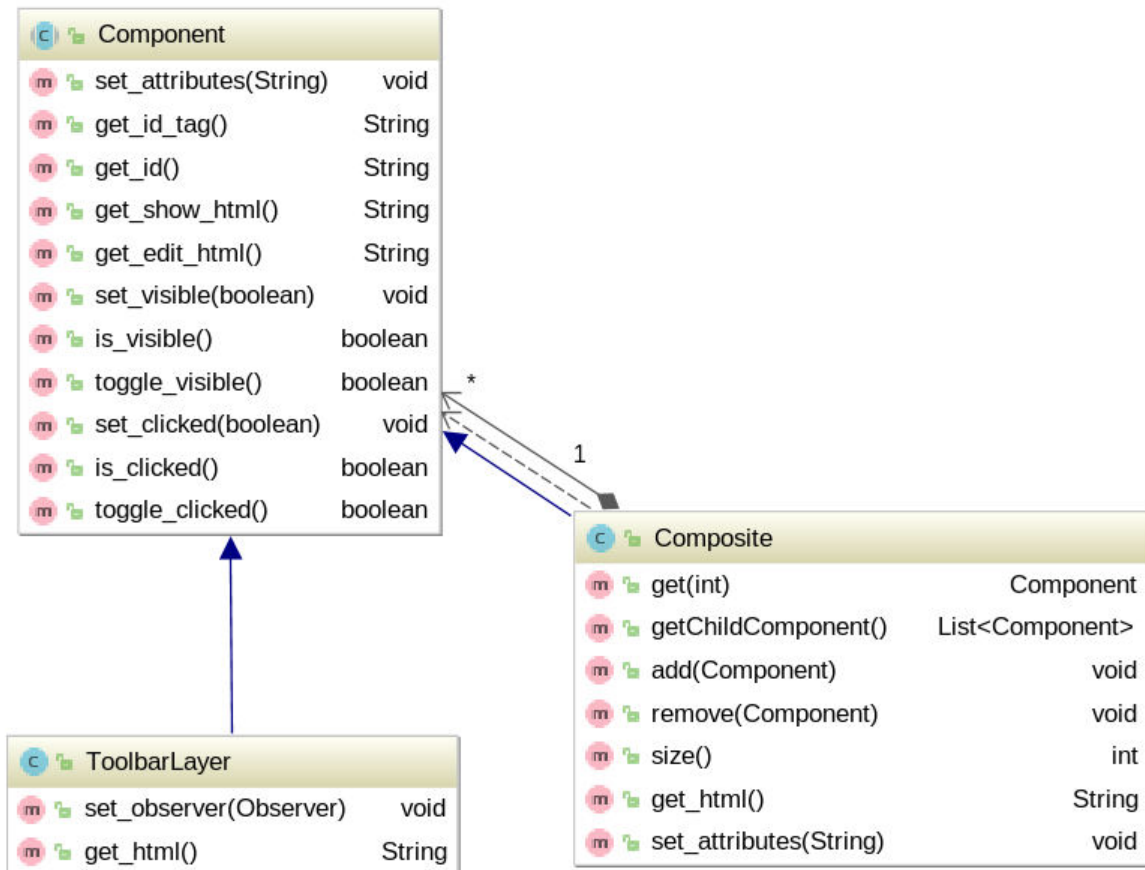 Component
set_attributes(String) void
get_id_tag() String
get_id() String
get_show_html() String
get_edit_html() String
set_visible(boolean) void
is_visible() boolean
toggle_visible() boolean
set_clicked(boolean) void
is_clicked() boolean
toggle_clicked() boolean
*
1
Composite
get(int) Component
getChildComponent() List<Component>
add(Component) void
remove(Component) void
size() int
get_html() String
set_attributes(String) void
ToolbarLayer
set_observer(Observer) void
get_html() String